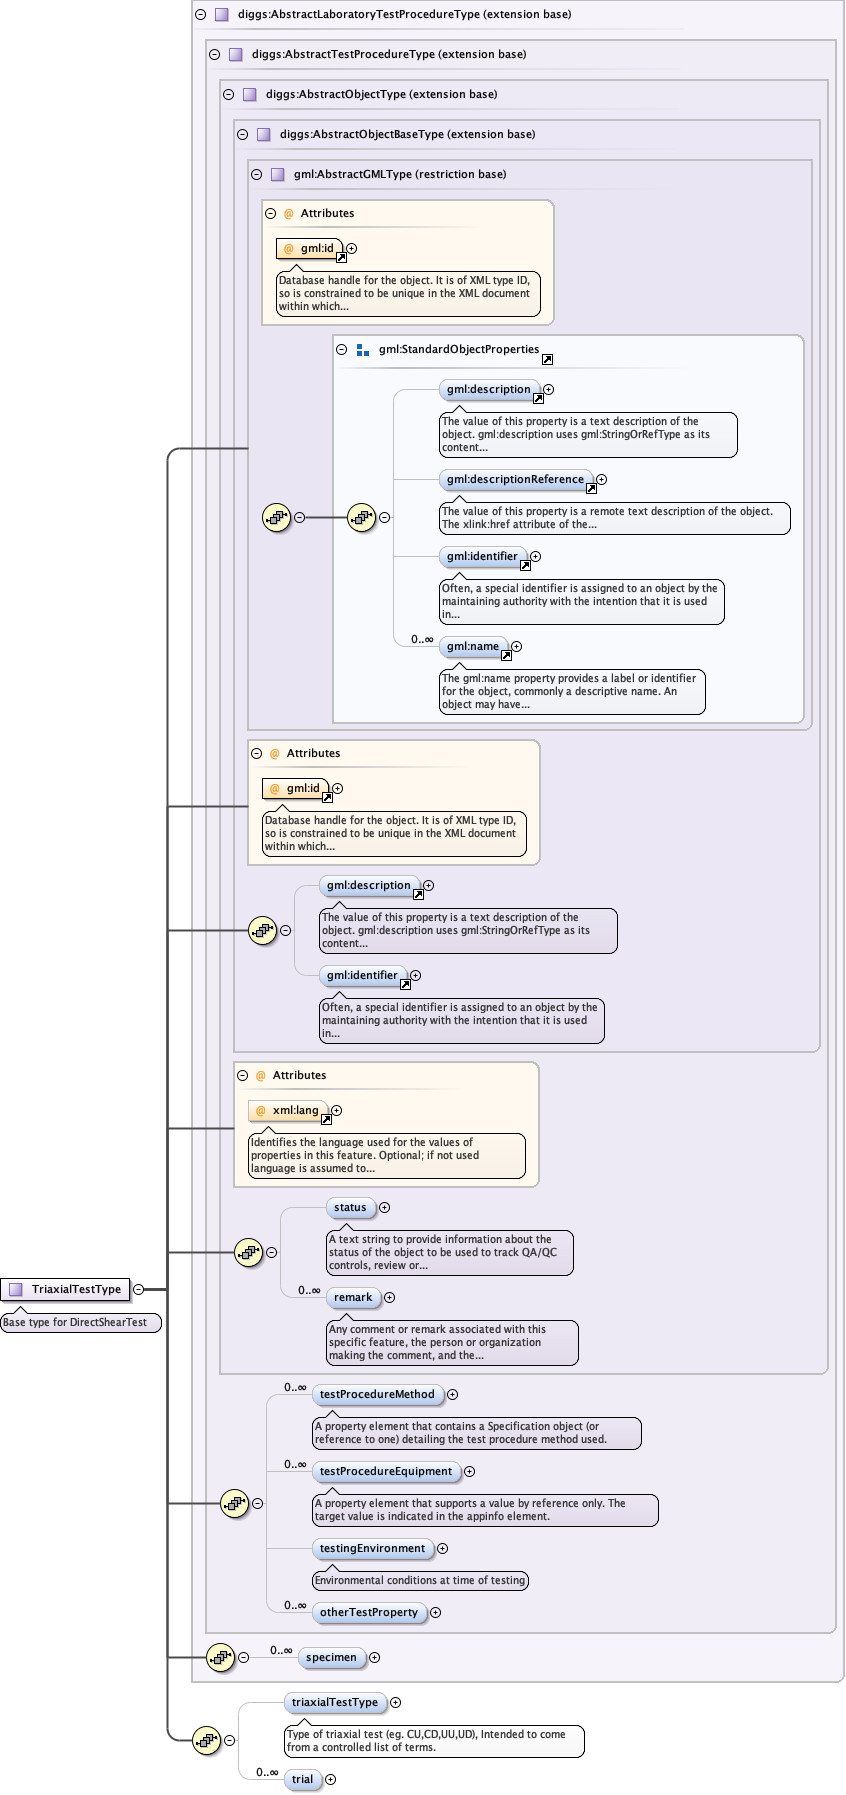 diggs:AbstractLaboratoryTestProcedureType (extension base)
diggs:AbstractTestProcedureType (extension base)
diggs:AbstractObjectType (extension base)
diggs:AbstractObjectBaseType (extension base)
gml:AbstractGMLType (restriction base)
@ Attributes
@ gml:id
Database handle for the object. It is of XML type ID,
so is constrained to be unique in the XML document
within which...
gml:StandardObjectProperties
gml:description
The value of this property is a text description of the
object. gml:description uses gml:StringOrRefType as its
content...
gml:descriptionReference
The value of this property is a remote text description of the object.
The xlink:href attribute of the...
gml:identifier
Often, a special identifier is assigned to an object by the
maintaining authority with the intention that it is used
in...
0..∞
gml:name
The gml:name property provides a label or identifier
for the object, commonly a descriptive name. An
object may have...
@ Attributes
@ gml:id
Database handle for the object. It is of XML type ID,
so is constrained to be unique in the XML document
within which...
gml:description
The value of this property is a text description of the
object. gml:description uses gml:StringOrRefType as its
content...
gml:identifier
Often, a special identifier is assigned to an object by the
maintaining authority with the intention that it is used
in...
@ Attributes
@ xml:lang
Identifies the language used for the values of
properties in this feature. Optional; if not used
language is assumed to...
status
A text string to provide information about the
status of the object to be used to track QA/QC
controls, review or...
TriaxialTestType
Base type for DirectShearTest
0..∞
remark
Any comment or remark associated with this
specific feature, the person or organization
making the comment, and the...
0..∞
testProcedureMethod
A property element that contains a Specification object (or
reference to one) detailing the test procedure method used.
0..∞
testProcedureEquipment
A property element that supports a value by reference only. The
target value is indicated in the appinfo element.
testingEnvironment
Environmental conditions at time of testing
0..∞
otherTestProperty
0..∞
specimen
triaxialTestType
Type of triaxial test (eg. CU,CD,UU,UD), Intended to come
from a controlled list of terms.
0..∞
trial